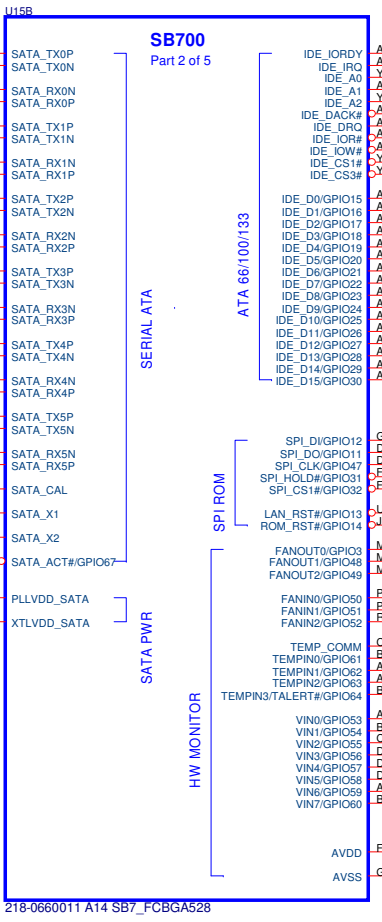 U15B
SB700
Part 2 of 5
SATA_TX0P
SATA_TX0N
SATA_RX0N
SATA_RX0P
SATA_TX1P
SATA_TX1N
SATA_RX1N
SATA_RX1P
SATA_TX2P
SATA_TX2N
SATA_RX2N
SATA_RX2P
SATA_TX3P
SATA_TX3N
SATA_RX3N
SATA_RX3P
SATA_TX4P
SATA_TX4N
SATA_RX4N
SATA_RX4P
SATA_TX5P
SATA_TX5N
SATA_RX5N
SATA_RX5P
SATA_CAL
SATA_X1
SATA_X2
SATA_ACT#/GPIO67
PLLVDD_SATA
XTLVDD_SATA
SERIAL ATA
SATA PWR
ATA 66/100/133
SPI ROM
HW MONITOR
IDE_IORDY
IDE_IRQ
IDE_A0
IDE_A1
IDE_A2
IDE_DACK#
IDE_DRQ
IDE_IOR#
IDE_IOW#
IDE_CS1#
IDE_CS3#
IDE_D0/GPIO15
IDE_D1/GPIO16
IDE_D2/GPIO17
IDE_D3/GPIO18
IDE_D4/GPIO19
IDE_D5/GPIO20
IDE_D6/GPIO21
IDE_D7/GPIO22
IDE_D8/GPIO23
IDE_D9/GPIO24
IDE_D10/GPIO25
IDE_D11/GPIO26
IDE_D12/GPIO27
IDE_D13/GPIO28
IDE_D14/GPIO29
IDE_D15/GPIO30
SPI_DI/GPIO12
SPI_DO/GPIO11
SPI_CLK/GPIO47
SPI_HOLD#/GPIO31
SPI_CS1#/GPIO32
LAN_RST#/GPIO13
ROM_RST#/GPIO14
FANOUT0/GPIO3
FANOUT1/GPIO48
FANOUT2/GPIO49
FANIN0/GPIO50
FANIN1/GPIO51
FANIN2/GPIO52
TEMP_COMM
TEMPIN0/GPIO61
TEMPIN1/GPIO62
TEMPIN2/GPIO63
TEMPIN3/TALERT#/GPIO64
VIN0/GPIO53
VIN1/GPIO54
VIN2/GPIO55
VIN3/GPIO56
VIN4/GPIO57
VIN5/GPIO58
VIN6/GPIO59
VIN7/GPIO60
AVDD
AVSS
218-0660011 A14 SB7_FCBGA528